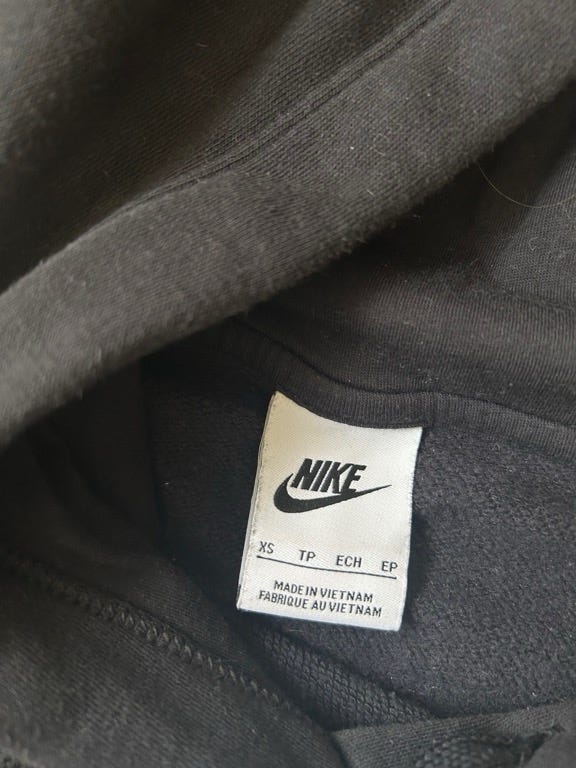 NIKE
XS TP ECH EP
MADE IN VIETNAM
FABRIQUE AU VIETNAM